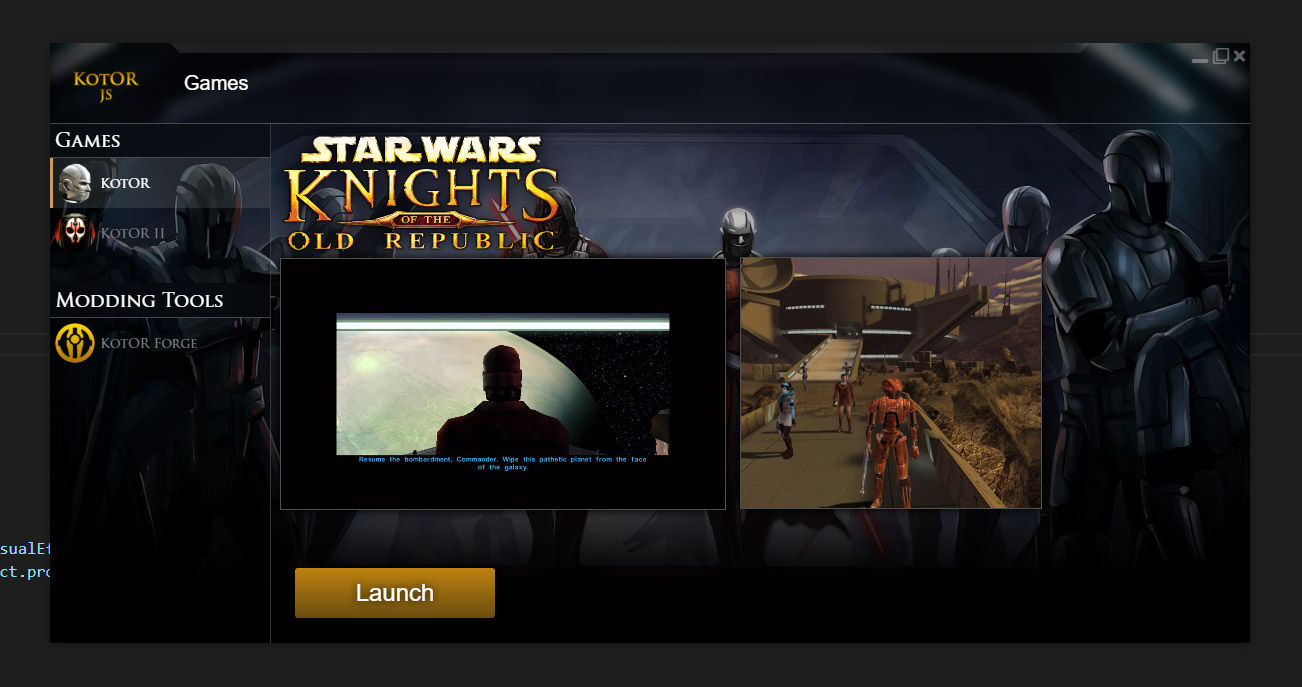 KOTOR
JS
Games
GAMES
KOTOR
KOTOR II
MODDING TOOLS
KOTOR FORGE
STAR WARS
KNIGHTS
OF THE
OLD REPUBLIC
Resume the bombardment, Commander. Wipe this pathetic planet from the face
of the galaxy.
Launch
ct.pro